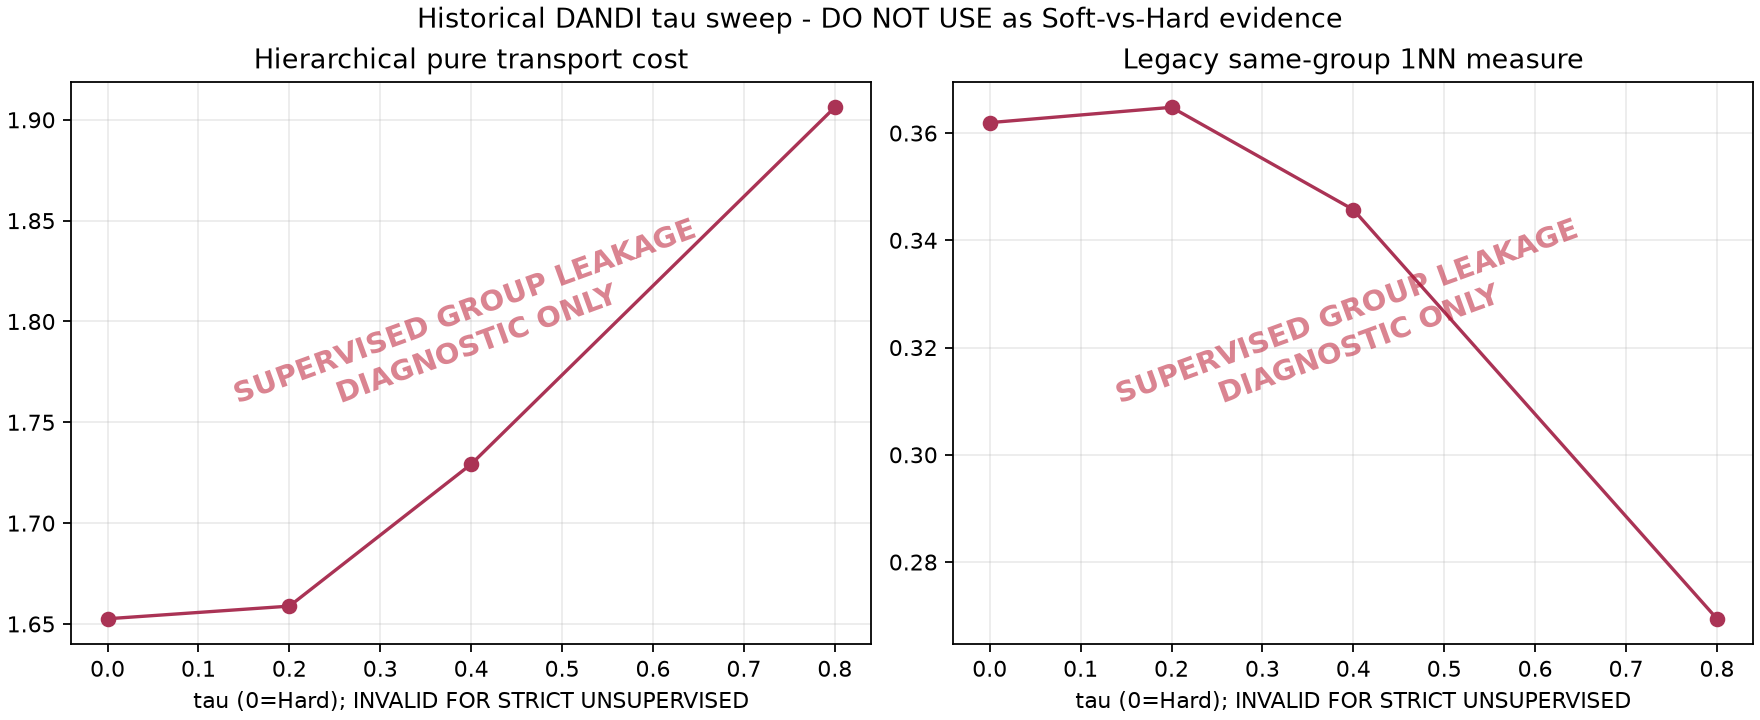 Historical DANDI tau sweep - DO NOT USE as Soft-vs-Hard evidence
Hierarchical pure transport cost
1.90
1.85
1.80
1.75
1.70
1.65
SUPERVISED GROUP LEAKAGE
DIAGNOSTIC ONLY
0.0 0.1 0.2 0.3 0.4 0.5 0.6 0.7 0.8
tau (0=Hard); INVALID FOR STRICT UNSUPERVISED
Legacy same-group 1NN measure
0.36
0.34
0.32
0.30
0.28
SUPERVISED GROUP LEAKAGE
DIAGNOSTIC ONLY
0.0 0.1 0.2 0.3 0.4 0.5 0.6 0.7 0.8
tau (0=Hard); INVALID FOR STRICT UNSUPERVISED